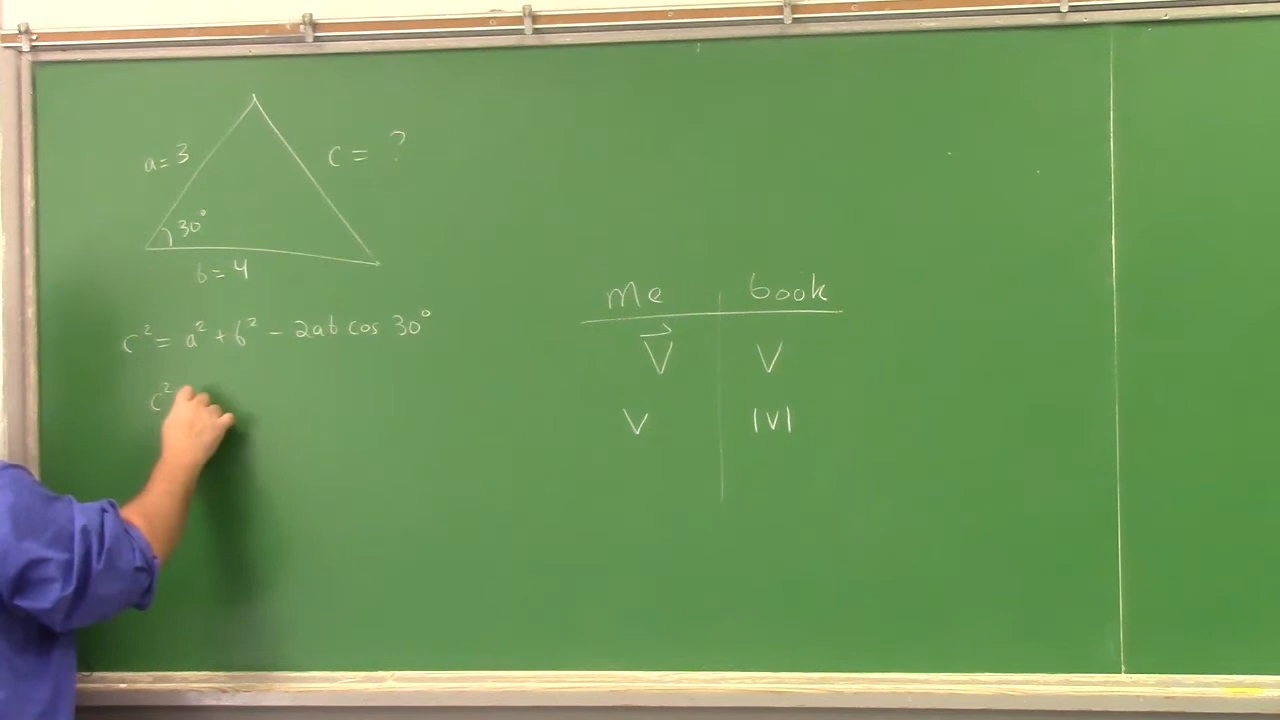 a = 3
c = ?
30°
b = 4
c² = a² + b² - 2ab cos 30°
c²
me book
V⃗ V
V |V|